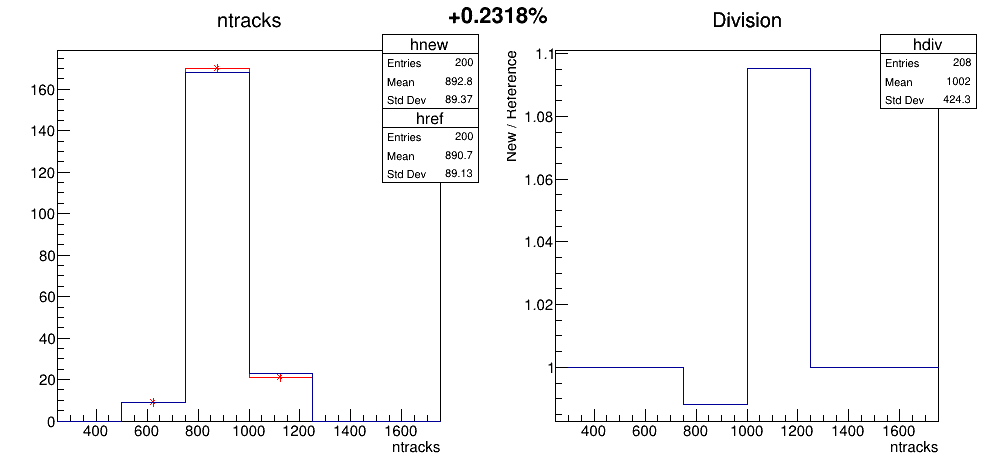 +0.2318%
ntracks
hnew
Entries 200
Mean 892.8
Std Dev 89.37
href
Entries 200
Mean 890.7
Std Dev 89.13
160
140
120
100
80
60
40
20
0
400 600 800 1000 1200 1400 1600
ntracks
Division
hdiv
Entries 208
Mean 1002
Std Dev 424.3
New / Reference
1.1
1.08
1.06
1.04
1.02
1
400 600 800 1000 1200 1400 1600
ntracks